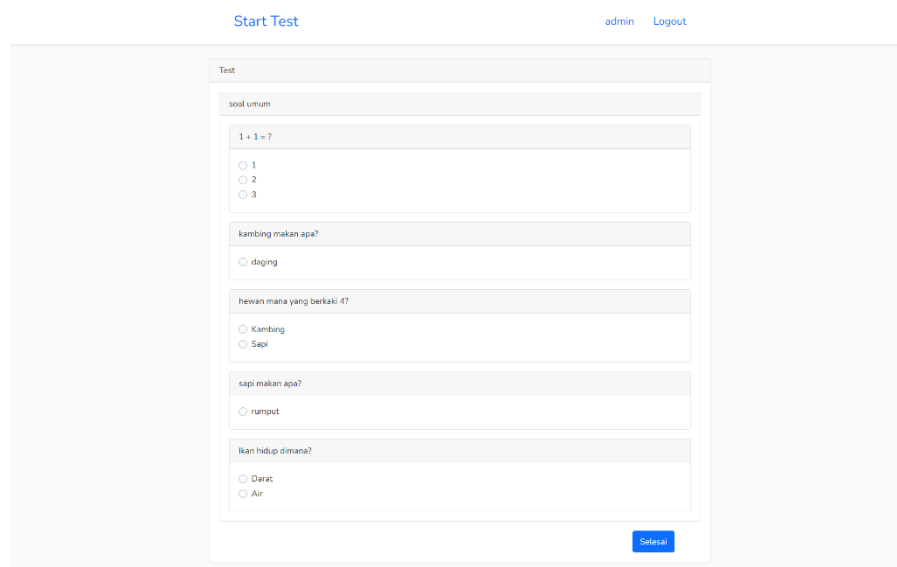 Start Test admin Logout
Test
soal umum
1 + 1 = ?
1
2
3
kambing makan apa?
daging
hewan mana yang berkaki 4?
Kambing
Sapi
sapi makan apa?
rumput
Ikan hidup dimana?
Darat
Air
Selesai